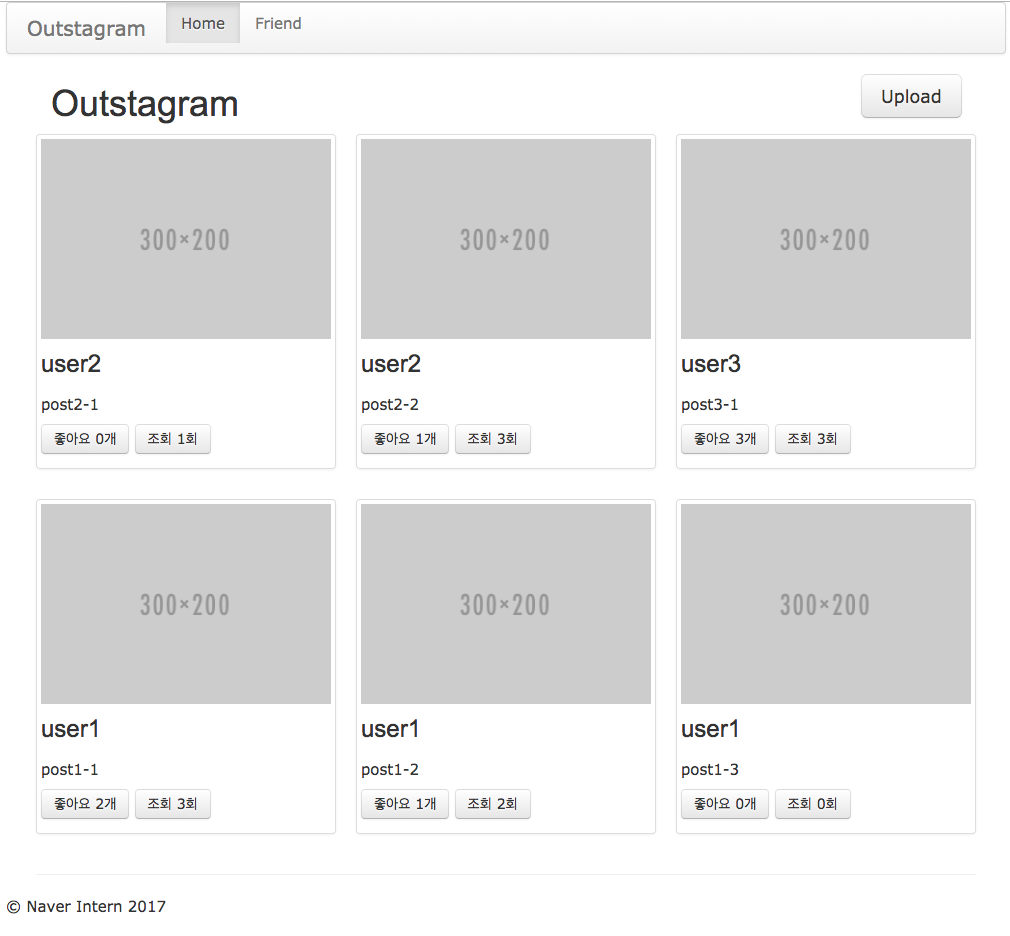 Outstagram Home Friend
Outstagram Upload
300×200 300×200 300×200
user2 user2 user3
post2-1 post2-2 post3-1
좋아요 0개 조회 1회 좋아요 1개 조회 3회 좋아요 3개 조회 3회
300×200 300×200 300×200
user1 user1 user1
post1-1 post1-2 post1-3
좋아요 2개 조회 3회 좋아요 1개 조회 2회 좋아요 0개 조회 0회
© Naver Intern 2017